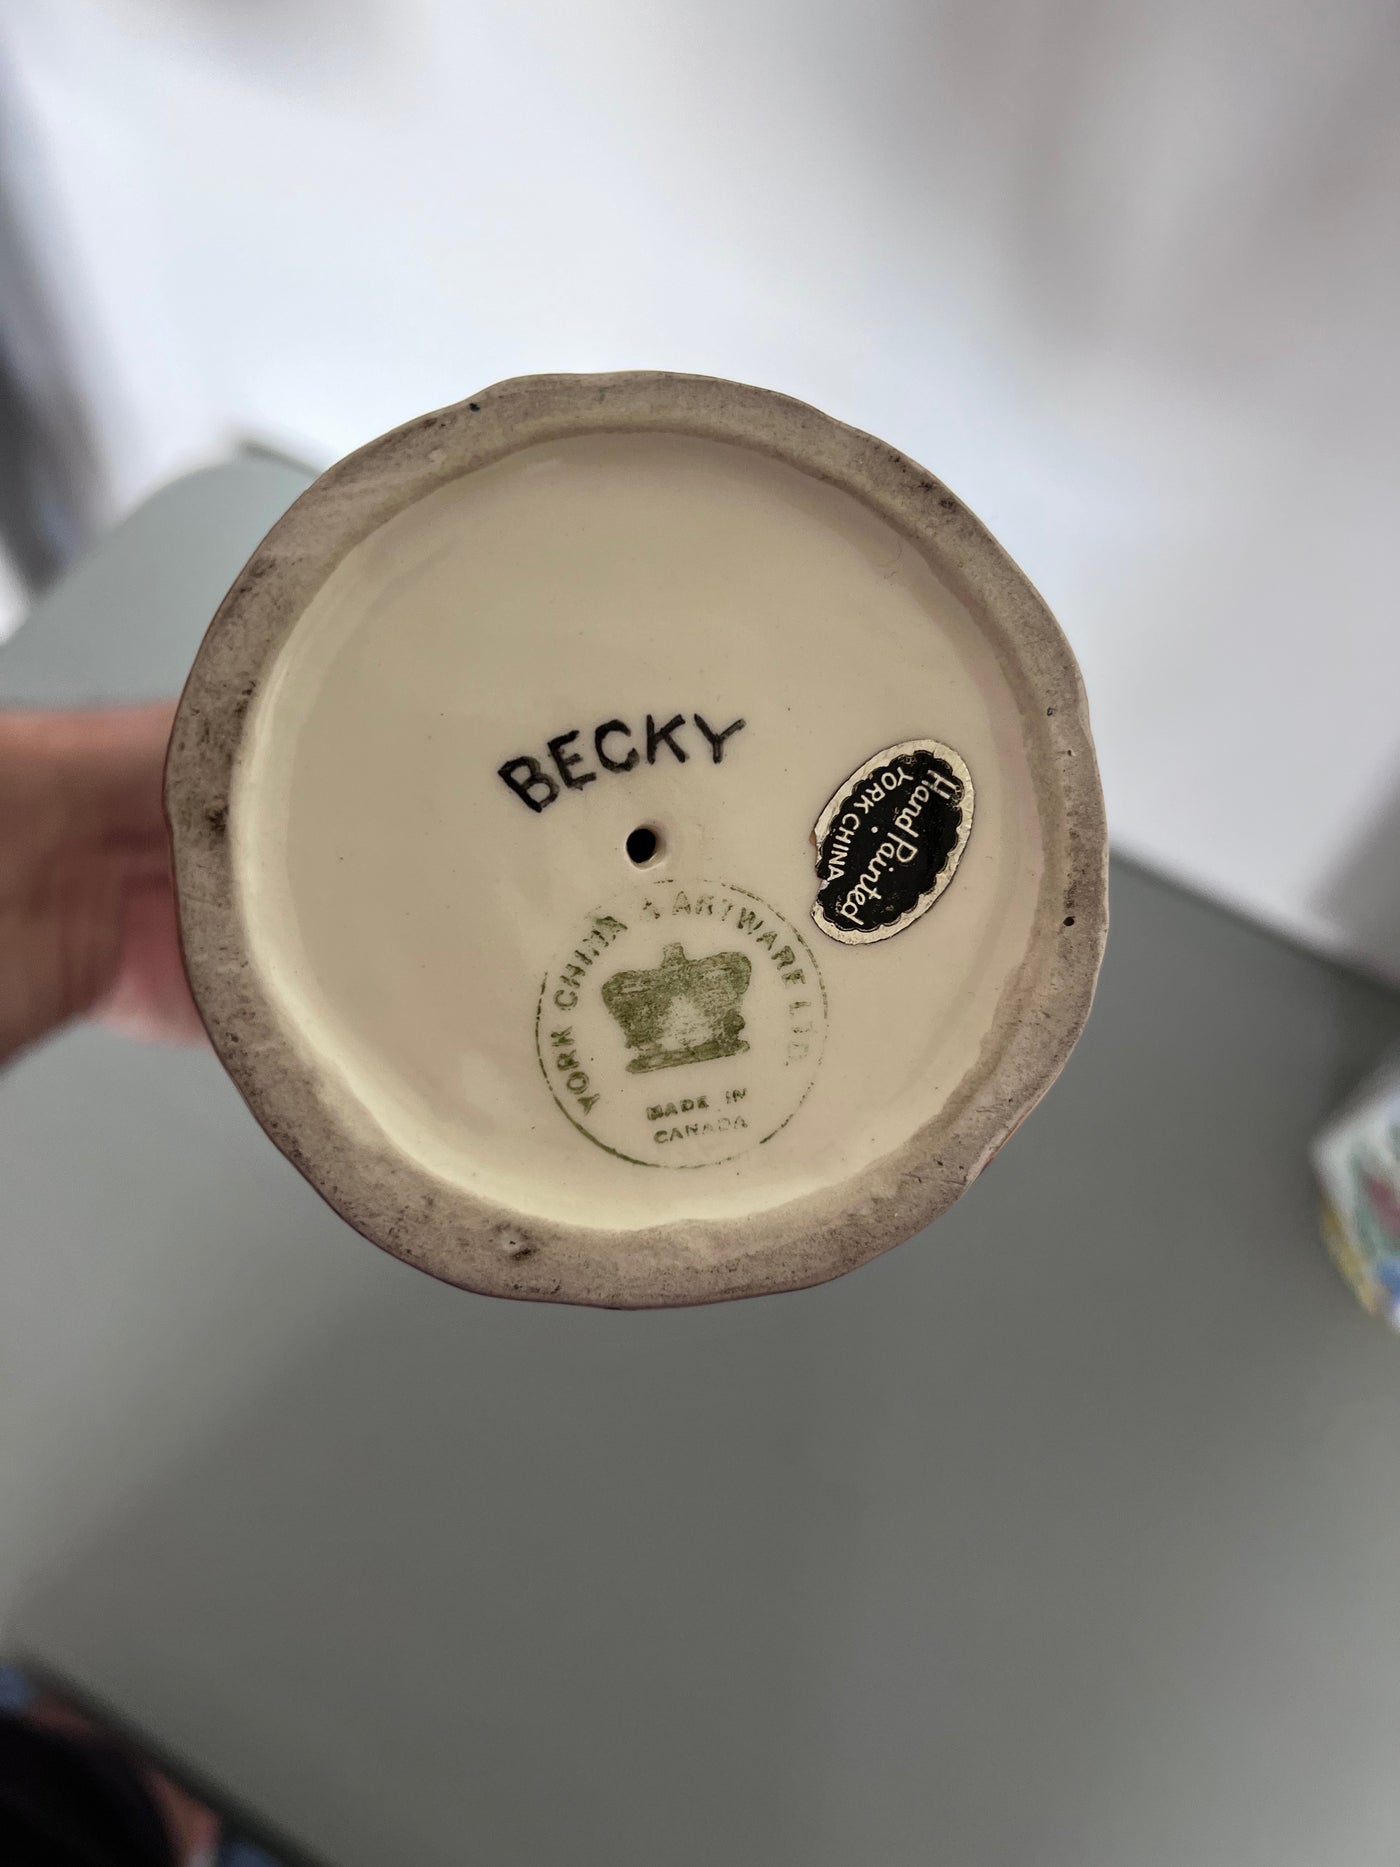 BECKY
Hand Painted
YORK CHINA
YORK CHINA & ARTWARE LTD.
MADE IN
CANADA